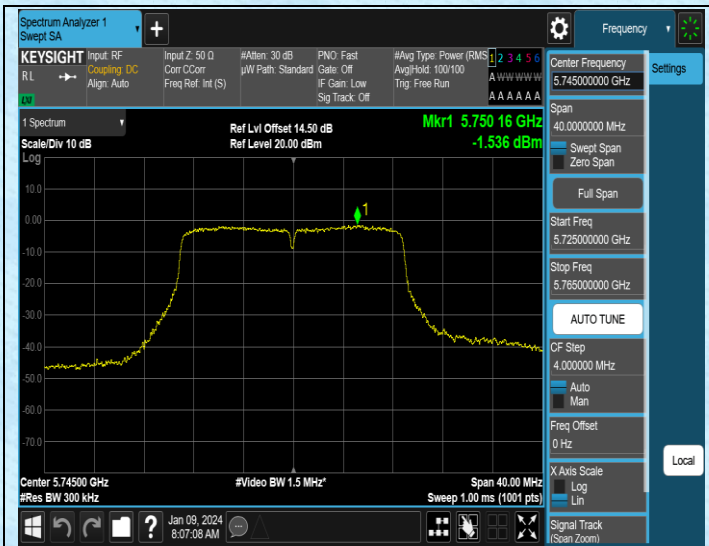 Spectrum Analyzer 1
Swept SA
Frequency
KEYSIGHT
R L
LXI
Input: RF
Coupling: DC
Align: Auto
Input Z: 50 Ω
Corr CCorr
Freq Ref: Int (S)
#Atten: 30 dB
µW Path: Standard
PNO: Fast
Gate: Off
IF Gain: Low
Sig Track: Off
#Avg Type: Power (RMS
Avg|Hold: 100/100
Trig: Free Run
1 2 3 4 5 6
A W W W W W
A A A A A A
Center Frequency
5.745000000 GHz
Settings
Span
40.0000000 MHz
Swept Span
Zero Span
Full Span
Start Freq
5.725000000 GHz
Stop Freq
5.765000000 GHz
AUTO TUNE
CF Step
4.000000 MHz
Auto
Man
Freq Offset
0 Hz
X Axis Scale
Log
Lin
Signal Track
(Span Zoom)
Local
1 Spectrum
Scale/Div 10 dB
Log
Ref Lvl Offset 14.50 dB
Ref Level 20.00 dBm
Mkr1 5.750 16 GHz
-1.536 dBm
1
10.0
0.00
-10.0
-20.0
-30.0
-40.0
-50.0
-60.0
-70.0
Center 5.74500 GHz
#Res BW 300 kHz
#Video BW 1.5 MHz*
Span 40.00 MHz
Sweep 1.00 ms (1001 pts)
?
Jan 09, 2024
8:07:08 AM